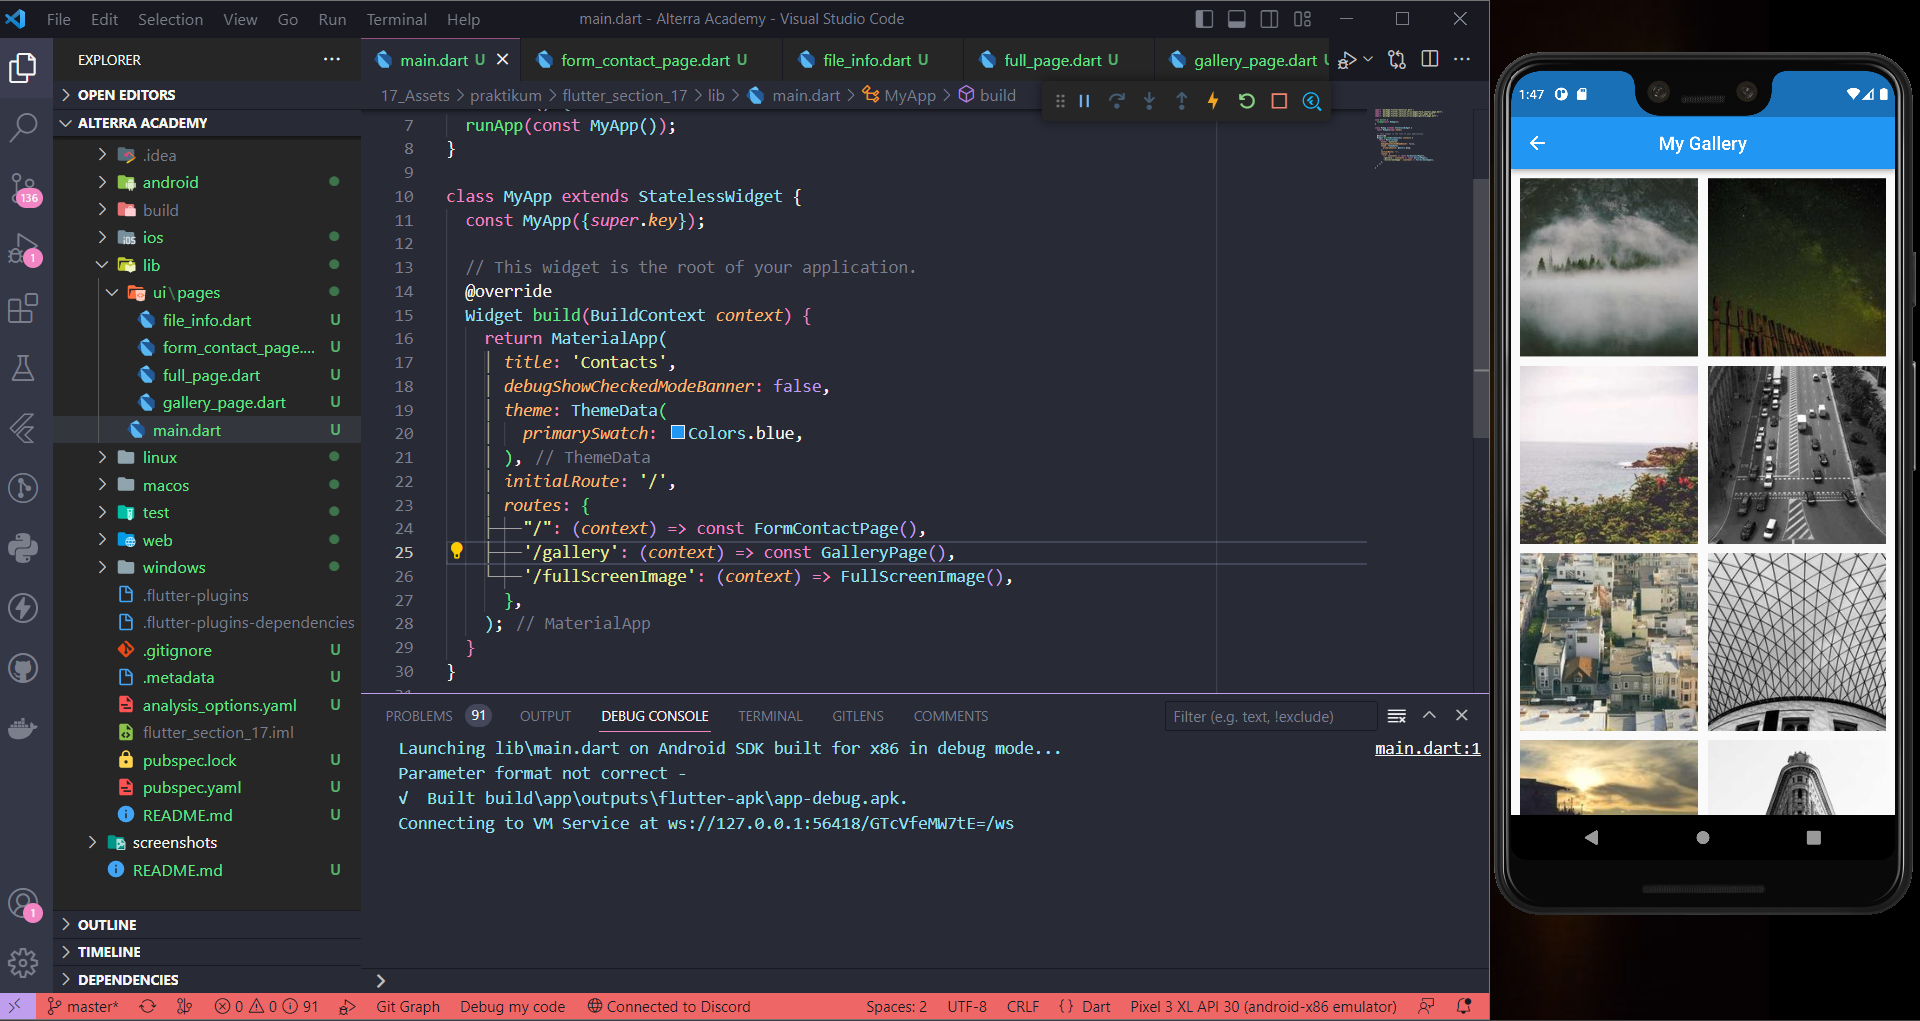 File Edit Selection View Go Run Terminal Help
main.dart - Alterra Academy - Visual Studio Code
EXPLORER
OPEN EDITORS
ALTERRA ACADEMY
.idea
android
build
ios
lib
ui\pages
file_info.dart U
form_contact_page.... U
full_page.dart U
gallery_page.dart U
main.dart U
linux
macos
test
web
windows
.flutter-plugins
.flutter-plugins-dependencies
.gitignore U
.metadata U
analysis_options.yaml U
flutter_section_17.iml
pubspec.lock U
pubspec.yaml U
README.md U
screenshots
README.md U
OUTLINE
TIMELINE
DEPENDENCIES
136
1
1
main.dart U
form_contact_page.dart U
file_info.dart U
full_page.dart U
gallery_page.dart U
17_Assets > praktikum > flutter_section_17 > lib > main.dart > MyApp > build
7 runApp(const MyApp());
8 }
9
10 class MyApp extends StatelessWidget {
11 const MyApp({super.key});
12
13 // This widget is the root of your application.
14 @override
15 Widget build(BuildContext context) {
16 return MaterialApp(
17 title: 'Contacts',
18 debugShowCheckedModeBanner: false,
19 theme: ThemeData(
20 primarySwatch: Colors.blue,
21 ), // ThemeData
22 initialRoute: '/',
23 routes: {
24 "/": (context) => const FormContactPage(),
25 '/gallery': (context) => const GalleryPage(),
26 '/fullScreenImage': (context) => FullScreenImage(),
27 },
28 ); // MaterialApp
29 }
30 }
PROBLEMS 91 OUTPUT DEBUG CONSOLE TERMINAL GITLENS COMMENTS
Filter (e.g. text, !exclude)
Launching lib\main.dart on Android SDK built for x86 in debug mode... main.dart:1
Parameter format not correct -
√ Built build\app\outputs\flutter-apk\app-debug.apk.
Connecting to VM Service at ws://127.0.0.1:56418/GTcVfeMW7tE=/ws
master* 0 0 91 Git Graph Debug my code Connected to Discord Spaces: 2 UTF-8 CRLF { } Dart Pixel 3 XL API 30 (android-x86 emulator)
1:47
My Gallery